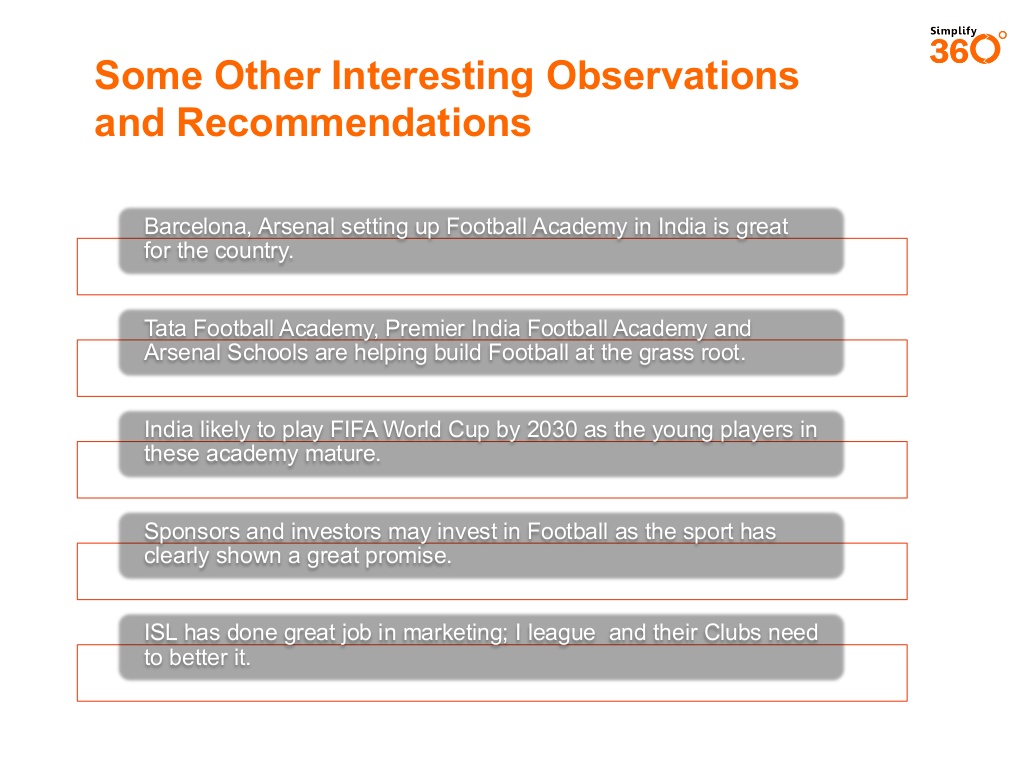 Simplify
360°
Some Other Interesting Observations
and Recommendations
Barcelona, Arsenal setting up Football Academy in India is great
for the country.
Tata Football Academy, Premier India Football Academy and
Arsenal Schools are helping build Football at the grass root.
India likely to play FIFA World Cup by 2030 as the young players in
these academy mature.
Sponsors and investors may invest in Football as the sport has
clearly shown a great promise.
ISL has done great job in marketing; I league  and their Clubs need
to better it.